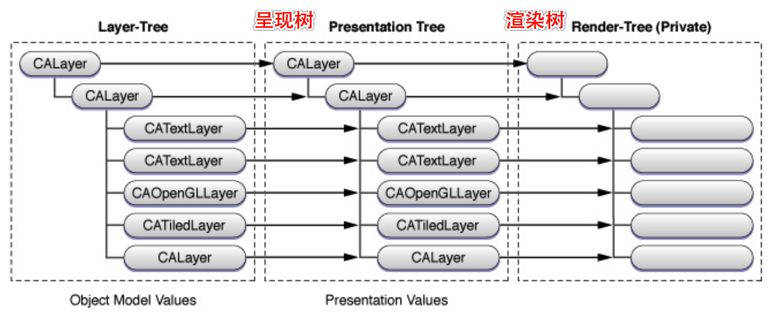 呈现树
渲染树
Layer-Tree
Presentation Tree
Render-Tree (Private)
CALayer
CALayer
CALayer
CALayer
CATextLayer
CATextLayer
CATextLayer
CATextLayer
CAOpenGLLayer
CAOpenGLLayer
CATiledLayer
CATiledLayer
CALayer
CALayer
Object Model Values
Presentation Values